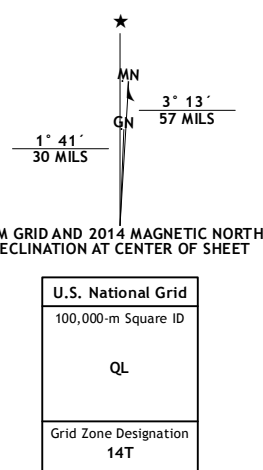 ★
MN
3° 13´
57 MILS
GN
1° 41´
30 MILS
M GRID AND 2014 MAGNETIC NORTH
ECLINATION AT CENTER OF SHEET
U.S. National Grid
100,000-m Square ID
QL
Grid Zone Designation
14T